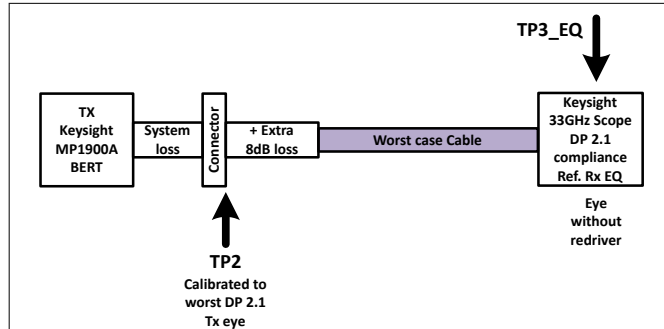 TP3_EQ
TX
Keysight
MP1900A
BERT
System
loss
Connector
+ Extra
8dB loss
Worst case Cable
Keysight
33GHz Scope
DP 2.1
compliance
Ref. Rx EQ
Eye
without
redriver
TP2
Calibrated to
worst DP 2.1
Tx eye